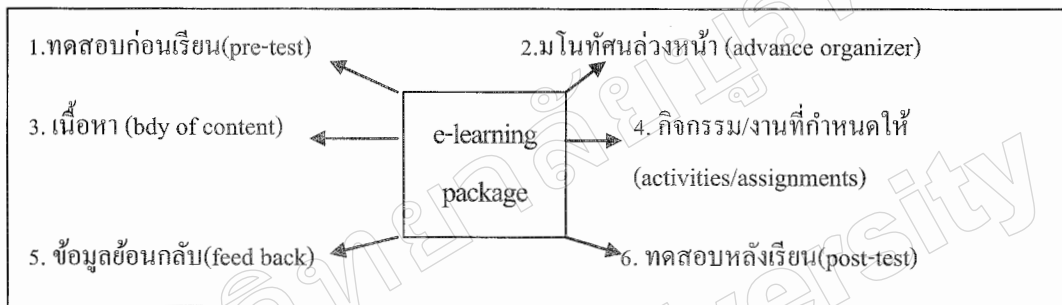 1.ทดสอบก่อนเรียน(pre-test)
2.มโนทัศนล่วงหน้า (advance organizer)
3. เนื้อหา (bdy of content)
e-learning
package
4. กิจกรรม/งานที่กำหนดให้
(activities/assignments)
5. ข้อมูลย้อนกลับ(feed back)
6. ทดสอบหลังเรียน(post-test)